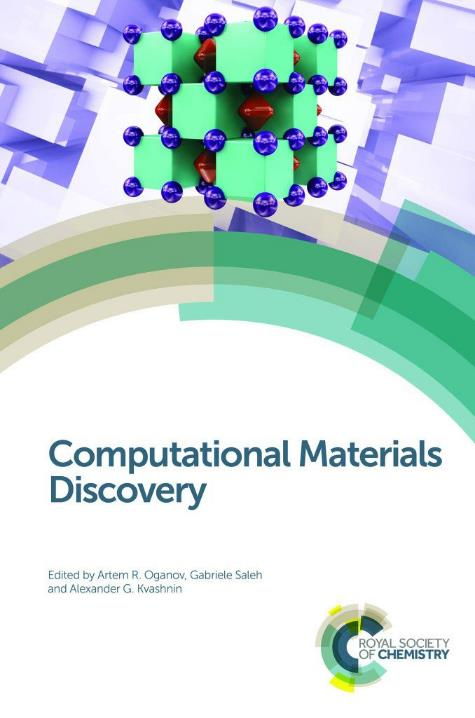 Computational Materials
Discovery
Edited by Artem R. Oganov, Gabriele Saleh
and Alexander G. Kvashnin
ROYAL SOCIETY
OF CHEMISTRY